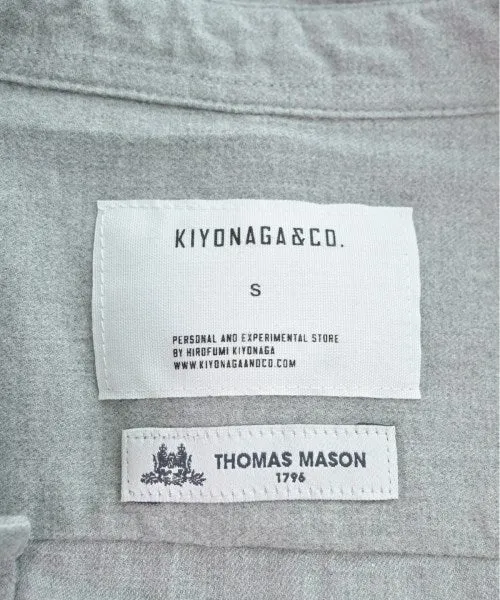 KIYONAGA&CO.
S
PERSONAL AND EXPERIMENTAL STORE
BY HIROFUMI KIYONAGA
WWW.KIYONAGAANDCO.COM
THOMAS MASON
1796